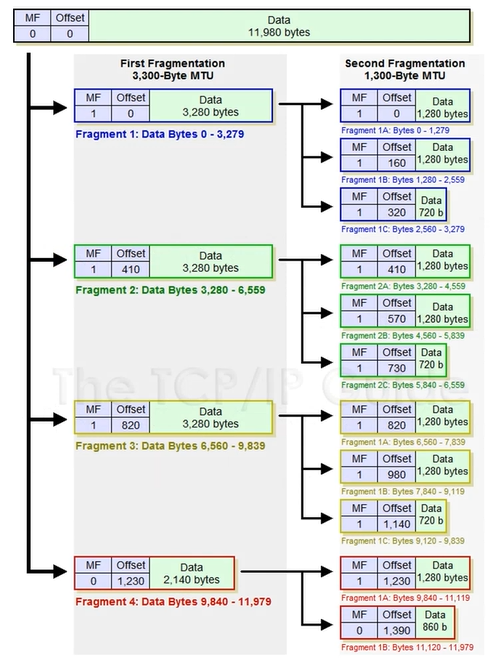 MF Offset Data
0 0 11,980 bytes
First Fragmentation
3,300-Byte MTU
Second Fragmentation
1,300-Byte MTU
MF Offset Data
1 0 3,280 bytes
Fragment 1: Data Bytes 0 - 3,279
MF Offset Data
1 0 1,280 bytes
Fragment 1A: Bytes 0 - 1,279
MF Offset Data
1 160 1,280 bytes
Fragment 1B: Bytes 1,280 - 2,559
MF Offset Data
1 320 720 b
Fragment 1C: Bytes 2,560 - 3,279
MF Offset Data
1 410 3,280 bytes
Fragment 2: Data Bytes 3,280 - 6,559
MF Offset Data
1 410 1,280 bytes
Fragment 2A: Bytes 3,280 - 4,559
MF Offset Data
1 570 1,280 bytes
Fragment 2B: Bytes 4,560 - 5,839
MF Offset Data
1 730 720 b
Fragment 2C: Bytes 5,840 - 6,559
The TCP/IP Guide
MF Offset Data
1 820 3,280 bytes
Fragment 3: Data Bytes 6,560 - 9,839
MF Offset Data
1 820 1,280 bytes
Fragment 1A: Bytes 6,560 - 7,839
MF Offset Data
1 980 1,280 bytes
Fragment 1B: Bytes 7,840 - 9,119
MF Offset Data
1 1,140 720 b
Fragment 1C: Bytes 9,120 - 9,839
MF Offset Data
0 1,230 2,140 bytes
Fragment 4: Data Bytes 9,840 - 11,979
MF Offset Data
1 1,230 1,280 bytes
Fragment 1A: Bytes 9,840 - 11,119
MF Offset Data
0 1,390 860 b
Fragment 1B: Bytes 11,120 - 11,979